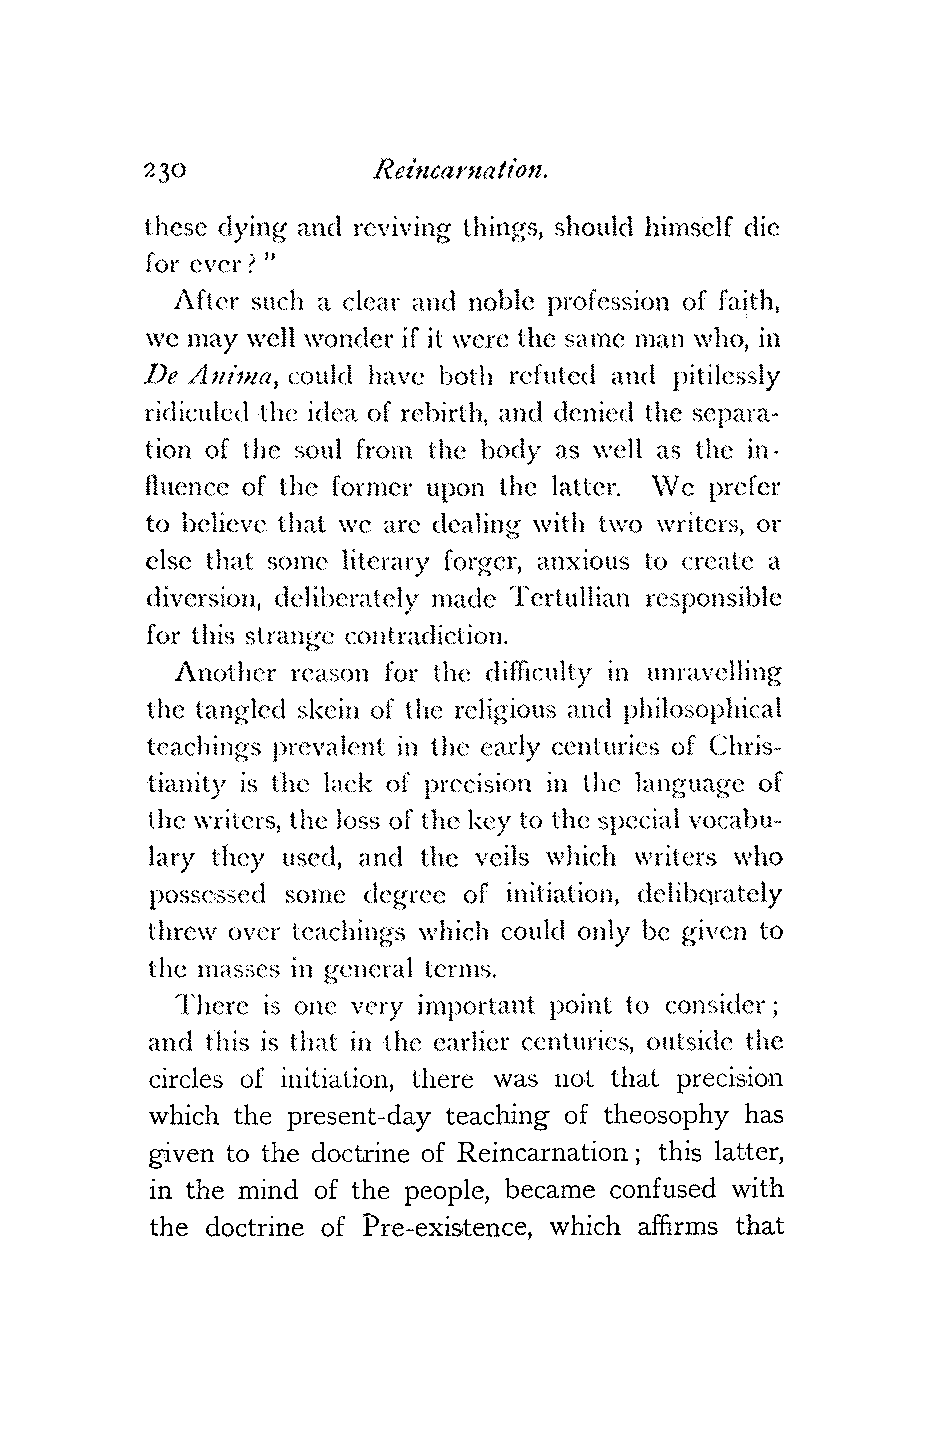 230 Reincarnation.
these dying and reviving things, should himself die
for ever?"
After such a clear and noble profession of faith,
we may well wonder if it were the same man who, in
De Anima, could have both refuted and pitilessly
ridiculed the idea of rebirth, and denied the separa-
tion of the soul from the body as well as the in-
fluence of the former upon the latter. We prefer
to believe that we are dealing with two writers, or
else that some literary forger, anxious to create a
diversion, deliberately made Tertullian responsible
for this strange contradiction.
Another reason for the difficulty in unravelling
the tangled skein of the religious and philosophical
teachings prevalent in the early centuries of Chris-
tianity is the lack of precision in the language of
the writers, the loss of the key to the special vocabu-
lary they used, and the veils which writers who
possessed some degree of initiation, deliberately
threw over teachings which could only be given to
the masses in general terms.
There is one very important point to consider;
and this is that in the earlier centuries, outside the
circles of initiation, there was not that precision
which the present-day teaching of theosophy has
given to the doctrine of Reincarnation; this latter,
in the mind of the people, became confused with
the doctrine of Pre-existence, which affirms that